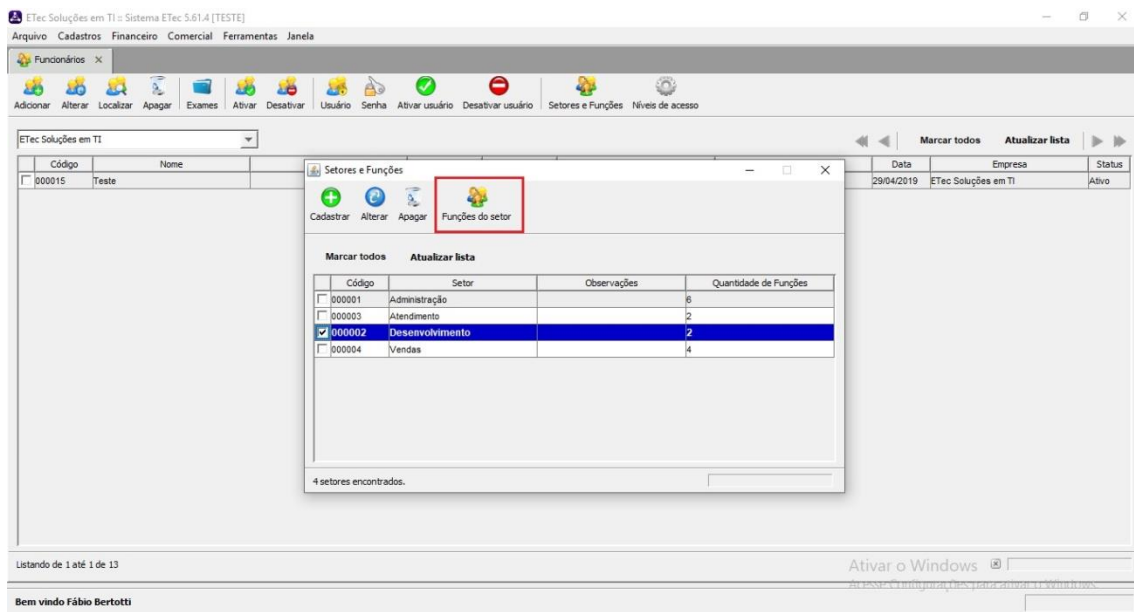 ETec Soluções em TI :: Sistema ETec 5.61.4 [TESTE]
Arquivo Cadastros Financeiro Comercial Ferramentas Janela
Funcionários
Adicionar Alterar Localizar Apagar Exames Ativar Desativar Usuário Senha Ativar usuário Desativar usuário Setores e Funções Níveis de acesso
ETec Soluções em TI Marcar todos Atualizar lista
Código Nome Data Empresa Status
000015 Teste 29/04/2019 ETec Soluções em TI Ativo
Setores e Funções
Cadastrar Alterar Apagar Funções do setor
Marcar todos Atualizar lista
Código Setor Observações Quantidade de Funções
000001 Administração 6
000003 Atendimento 2
000002 Desenvolvimento 2
000004 Vendas 4
4 setores encontrados.
Listando de 1 até 1 de 13
Ativar o Windows
Acesse Configurações para ativar o Windows.
Bem vindo Fábio Bertotti